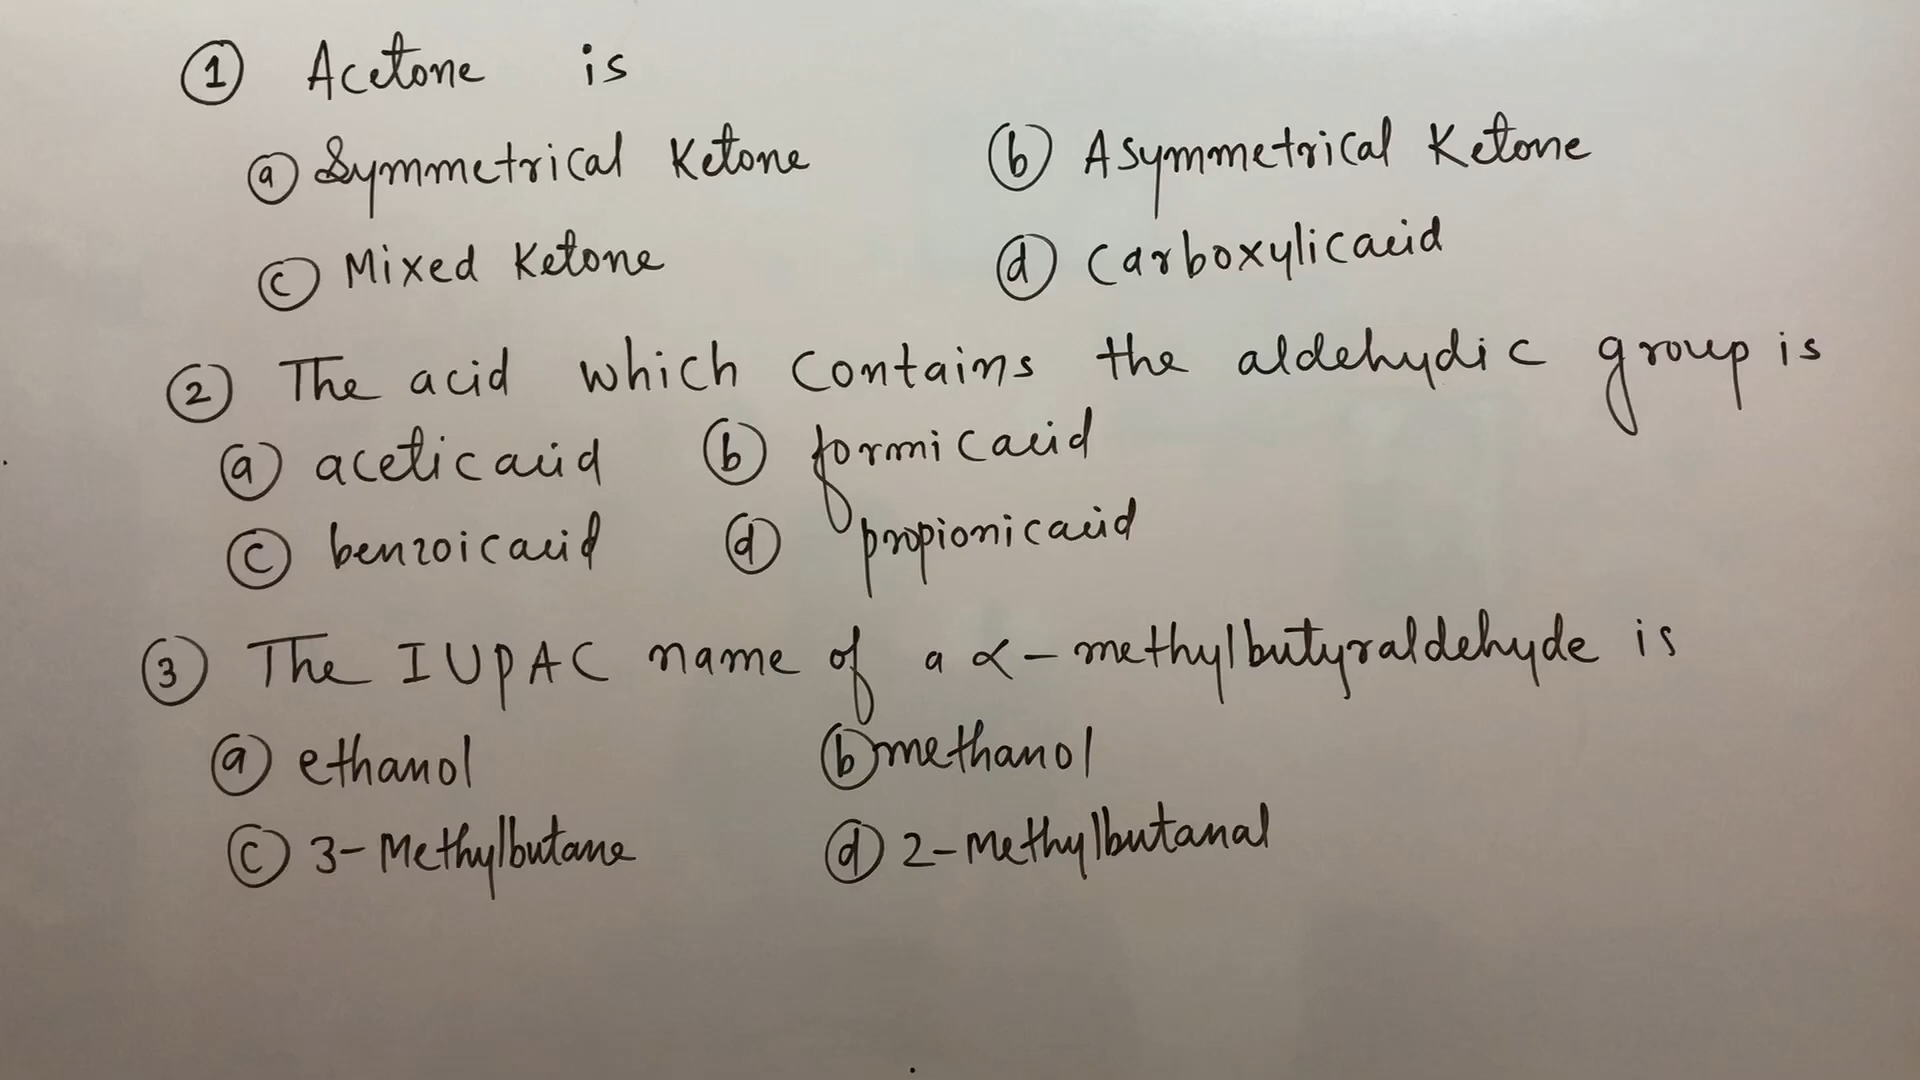 ① Acetone is
ⓐ Symmetrical Ketone ⓑ Asymmetrical Ketone
ⓒ Mixed Ketone ⓓ Carboxylicacid
② The acid which contains the aldehydic group is
ⓐ aceticacid ⓑ formicacid
ⓒ benzoicacid ⓓ propionicacid
③ The IUPAC name of a α-methylbutyraldehyde is
ⓐ ethanol ⓑ methanol
ⓒ 3-Methylbutane ⓓ 2-Methylbutanal